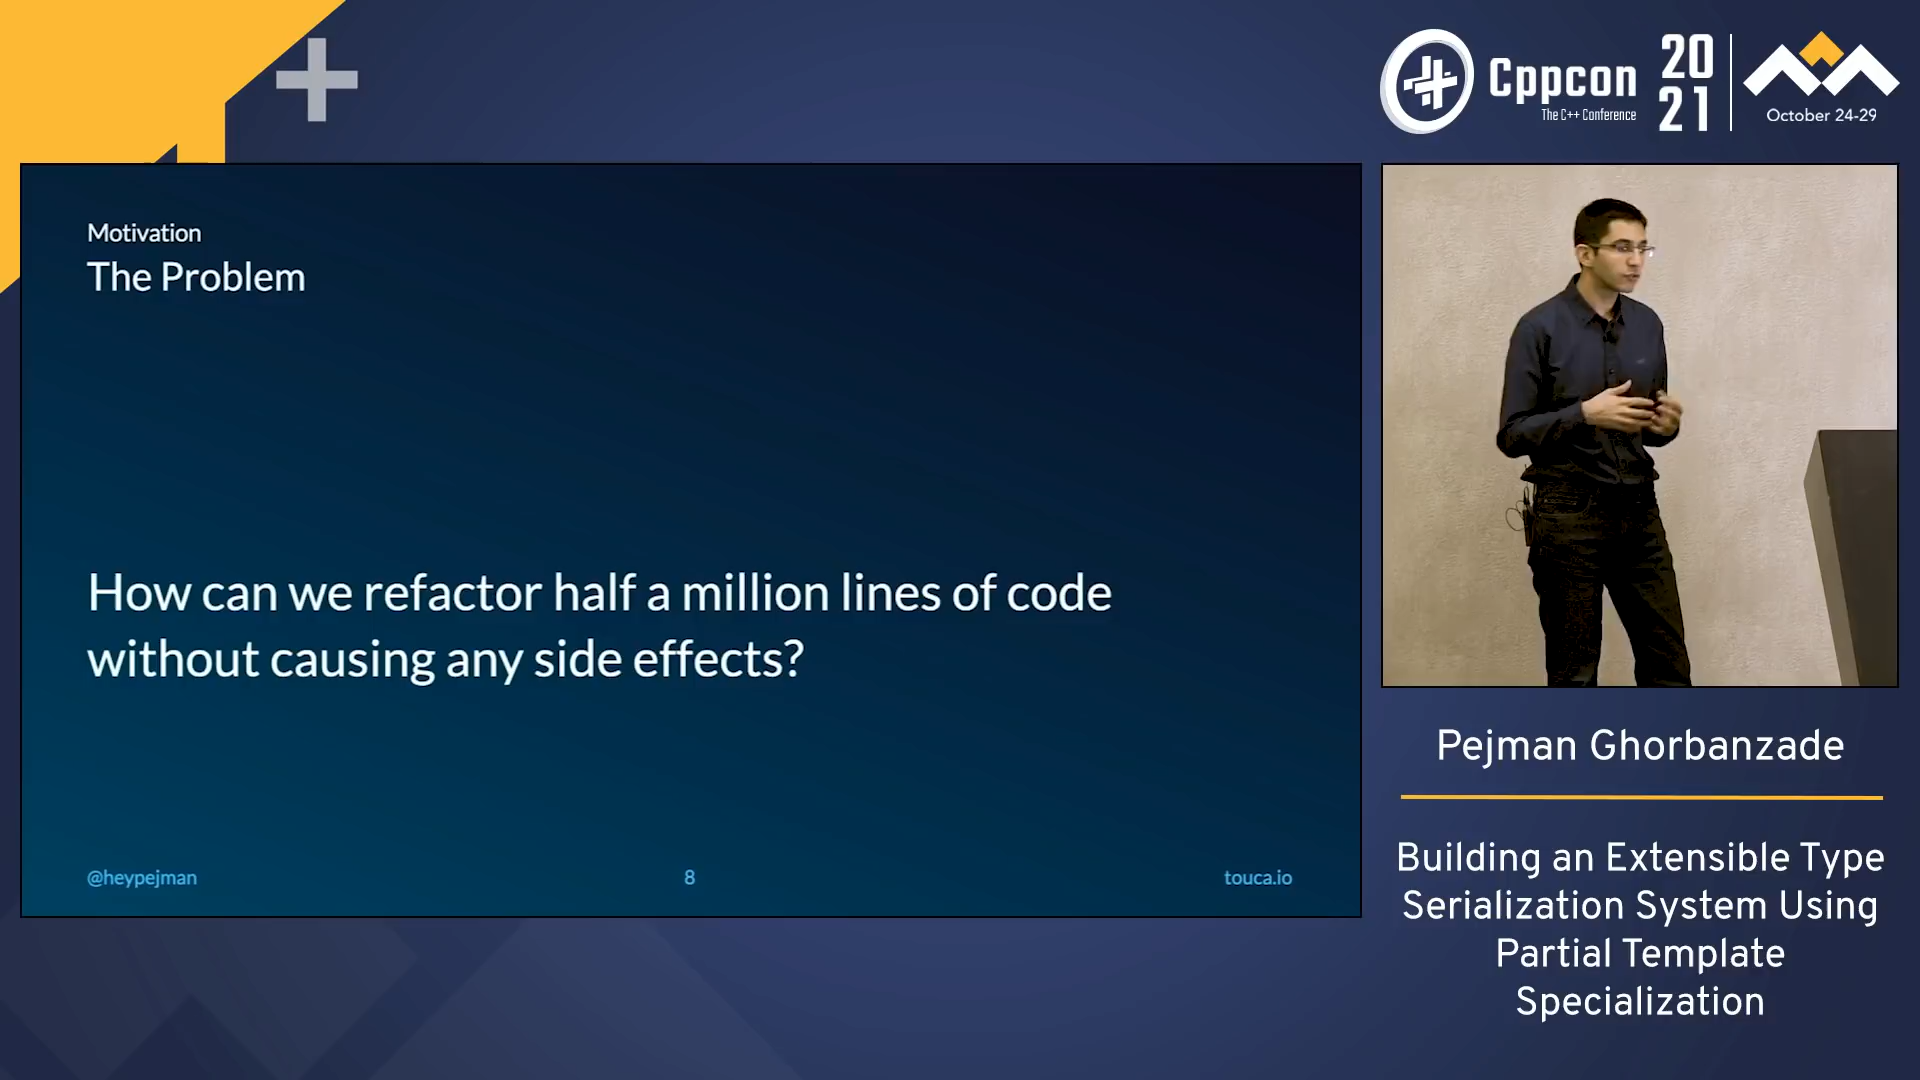 Cppcon
The C++ Conference
20
21
October 24-29
Motivation
The Problem
How can we refactor half a million lines of code
without causing any side effects?
@heypejman
8
touca.io
Pejman Ghorbanzade
Building an Extensible Type
Serialization System Using
Partial Template
Specialization